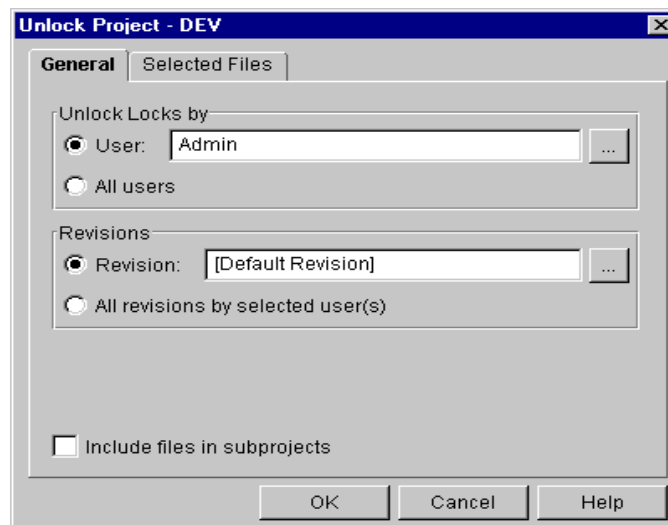 Unlock Project - DEV
General Selected Files
Unlock Locks by
User: Admin ...
All users
Revisions
Revision: [Default Revision] ...
All revisions by selected user(s)
Include files in subprojects
OK Cancel Help